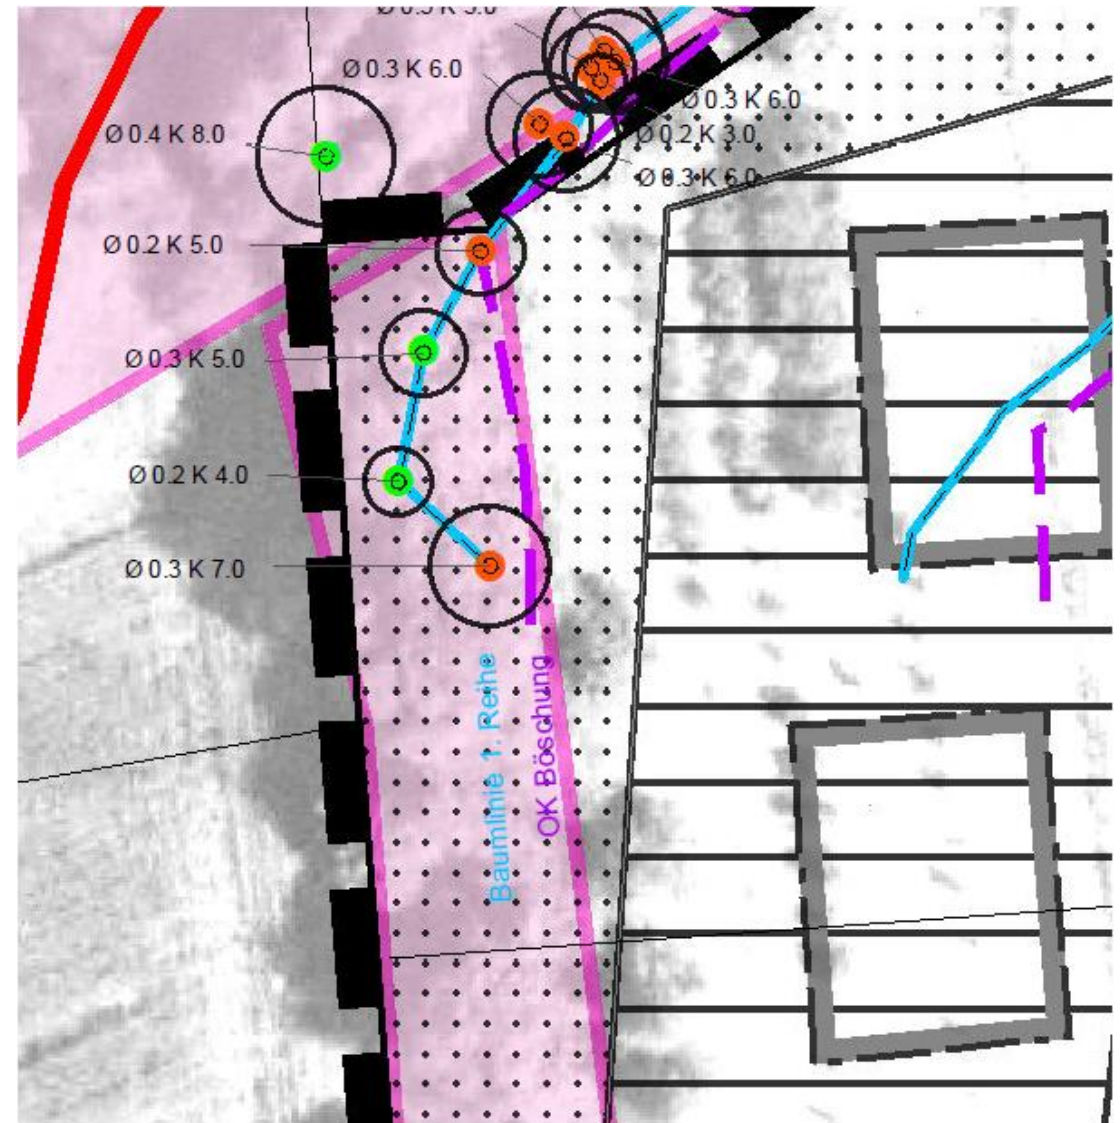 Ø 0.3 K 6.0
Ø 0.3 K 6.0
Ø 0.4 K 8.0
Ø 0.2 K 3.0
Ø 0.3 K 6.0
Ø 0.2 K 5.0
Ø 0.3 K 5.0
Ø 0.2 K 4.0
Ø 0.3 K 7.0
Baumlinie 1. Reihe
OK Böschung